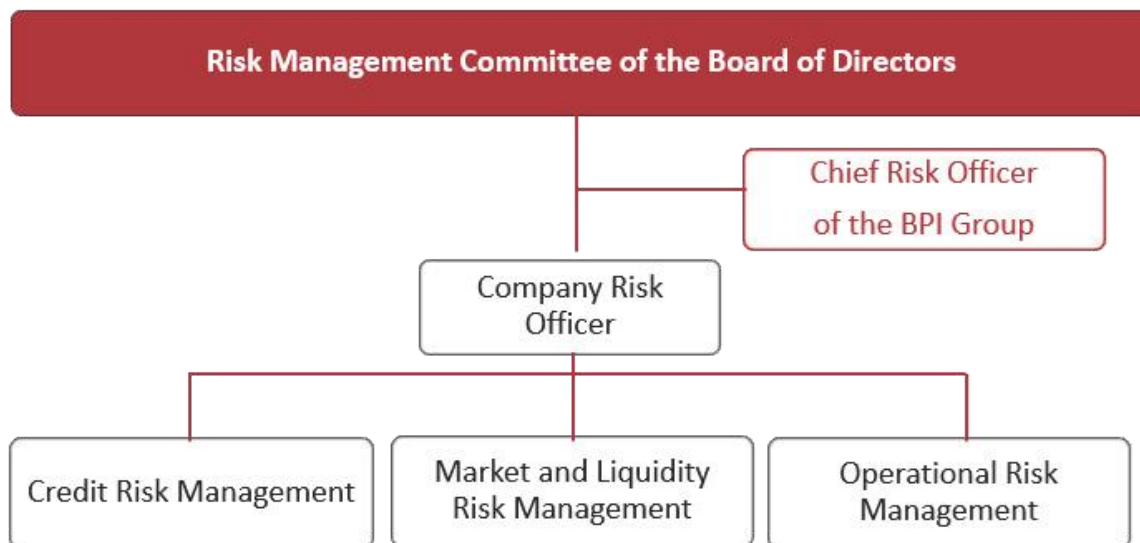 Risk Management Committee of the Board of Directors
Chief Risk Officer
of the BPI Group
Company Risk
Officer
Credit Risk Management
Market and Liquidity
Risk Management
Operational Risk
Management